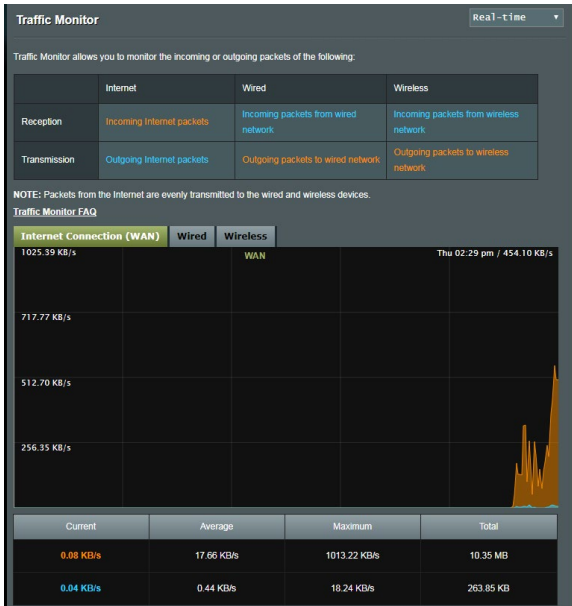 Traffic Monitor
Real-time
Traffic Monitor allows you to monitor the incoming or outgoing packets of the following:
Internet Wired Wireless
Reception Incoming Internet packets Incoming packets from wired network Incoming packets from wireless network
Transmission Outgoing Internet packets Outgoing packets to wired network Outgoing packets to wireless network
NOTE: Packets from the Internet are evenly transmitted to the wired and wireless devices.
Traffic Monitor FAQ
Internet Connection (WAN) Wired Wireless
1025.39 KB/s WAN Thu 02:29 pm / 454.10 KB/s
717.77 KB/s
512.70 KB/s
256.35 KB/s
Current Average Maximum Total
0.08 KB/s 17.66 KB/s 1013.22 KB/s 10.35 MB
0.04 KB/s 0.44 KB/s 18.24 KB/s 263.85 KB